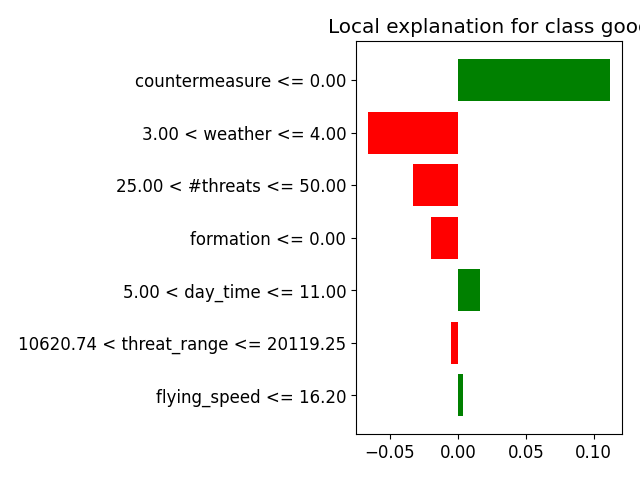 Local explanation for class good
countermeasure <= 0.00
3.00 < weather <= 4.00
25.00 < #threats <= 50.00
formation <= 0.00
5.00 < day_time <= 11.00
10620.74 < threat_range <= 20119.25
flying_speed <= 16.20
−0.05 0.00 0.05 0.10